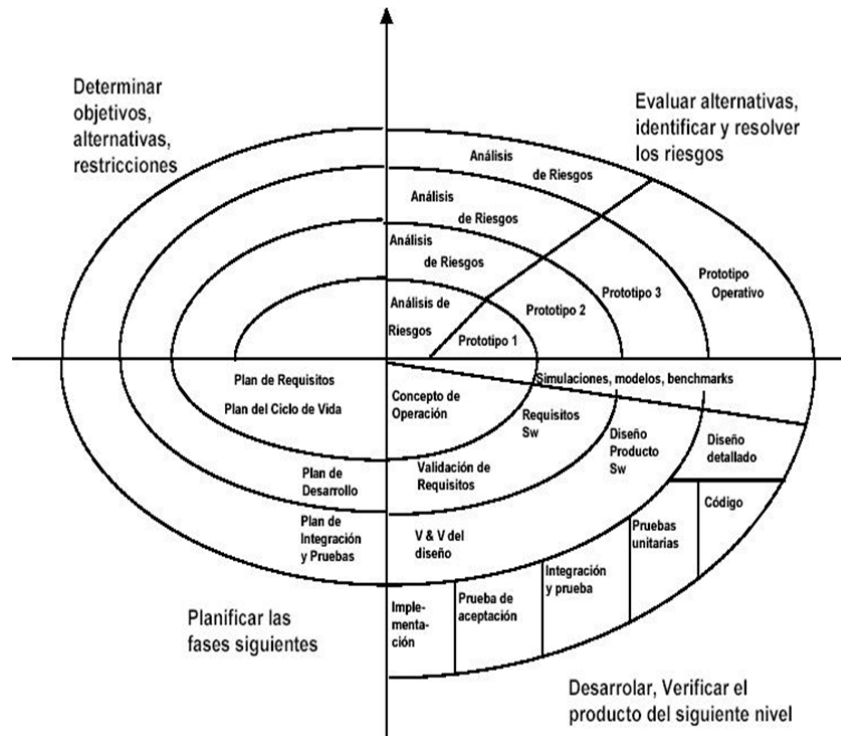 Determinar
objetivos,
alternativas,
restricciones
Evaluar alternativas,
identificar y resolver
los riesgos
Análisis
de Riesgos
Análisis
de Riesgos
Análisis
de Riesgos
Análisis de
Riesgos
Prototipo 1
Prototipo 2
Prototipo 3
Prototipo
Operativo
Simulaciones, modelos, benchmarks
Plan de Requisitos
Plan del Ciclo de Vida
Concepto de
Operación
Requisitos
Sw
Diseño
Producto
Sw
Diseño
detallado
Plan de
Desarrollo
Validación de
Requisitos
Código
Plan de
Integración
y Pruebas
V & V del
diseño
Pruebas
unitarias
Integración
y prueba
Prueba de
aceptación
Imple-
menta-
ción
Planificar las
fases siguientes
Desarrolar, Verificar el
producto del siguiente nivel